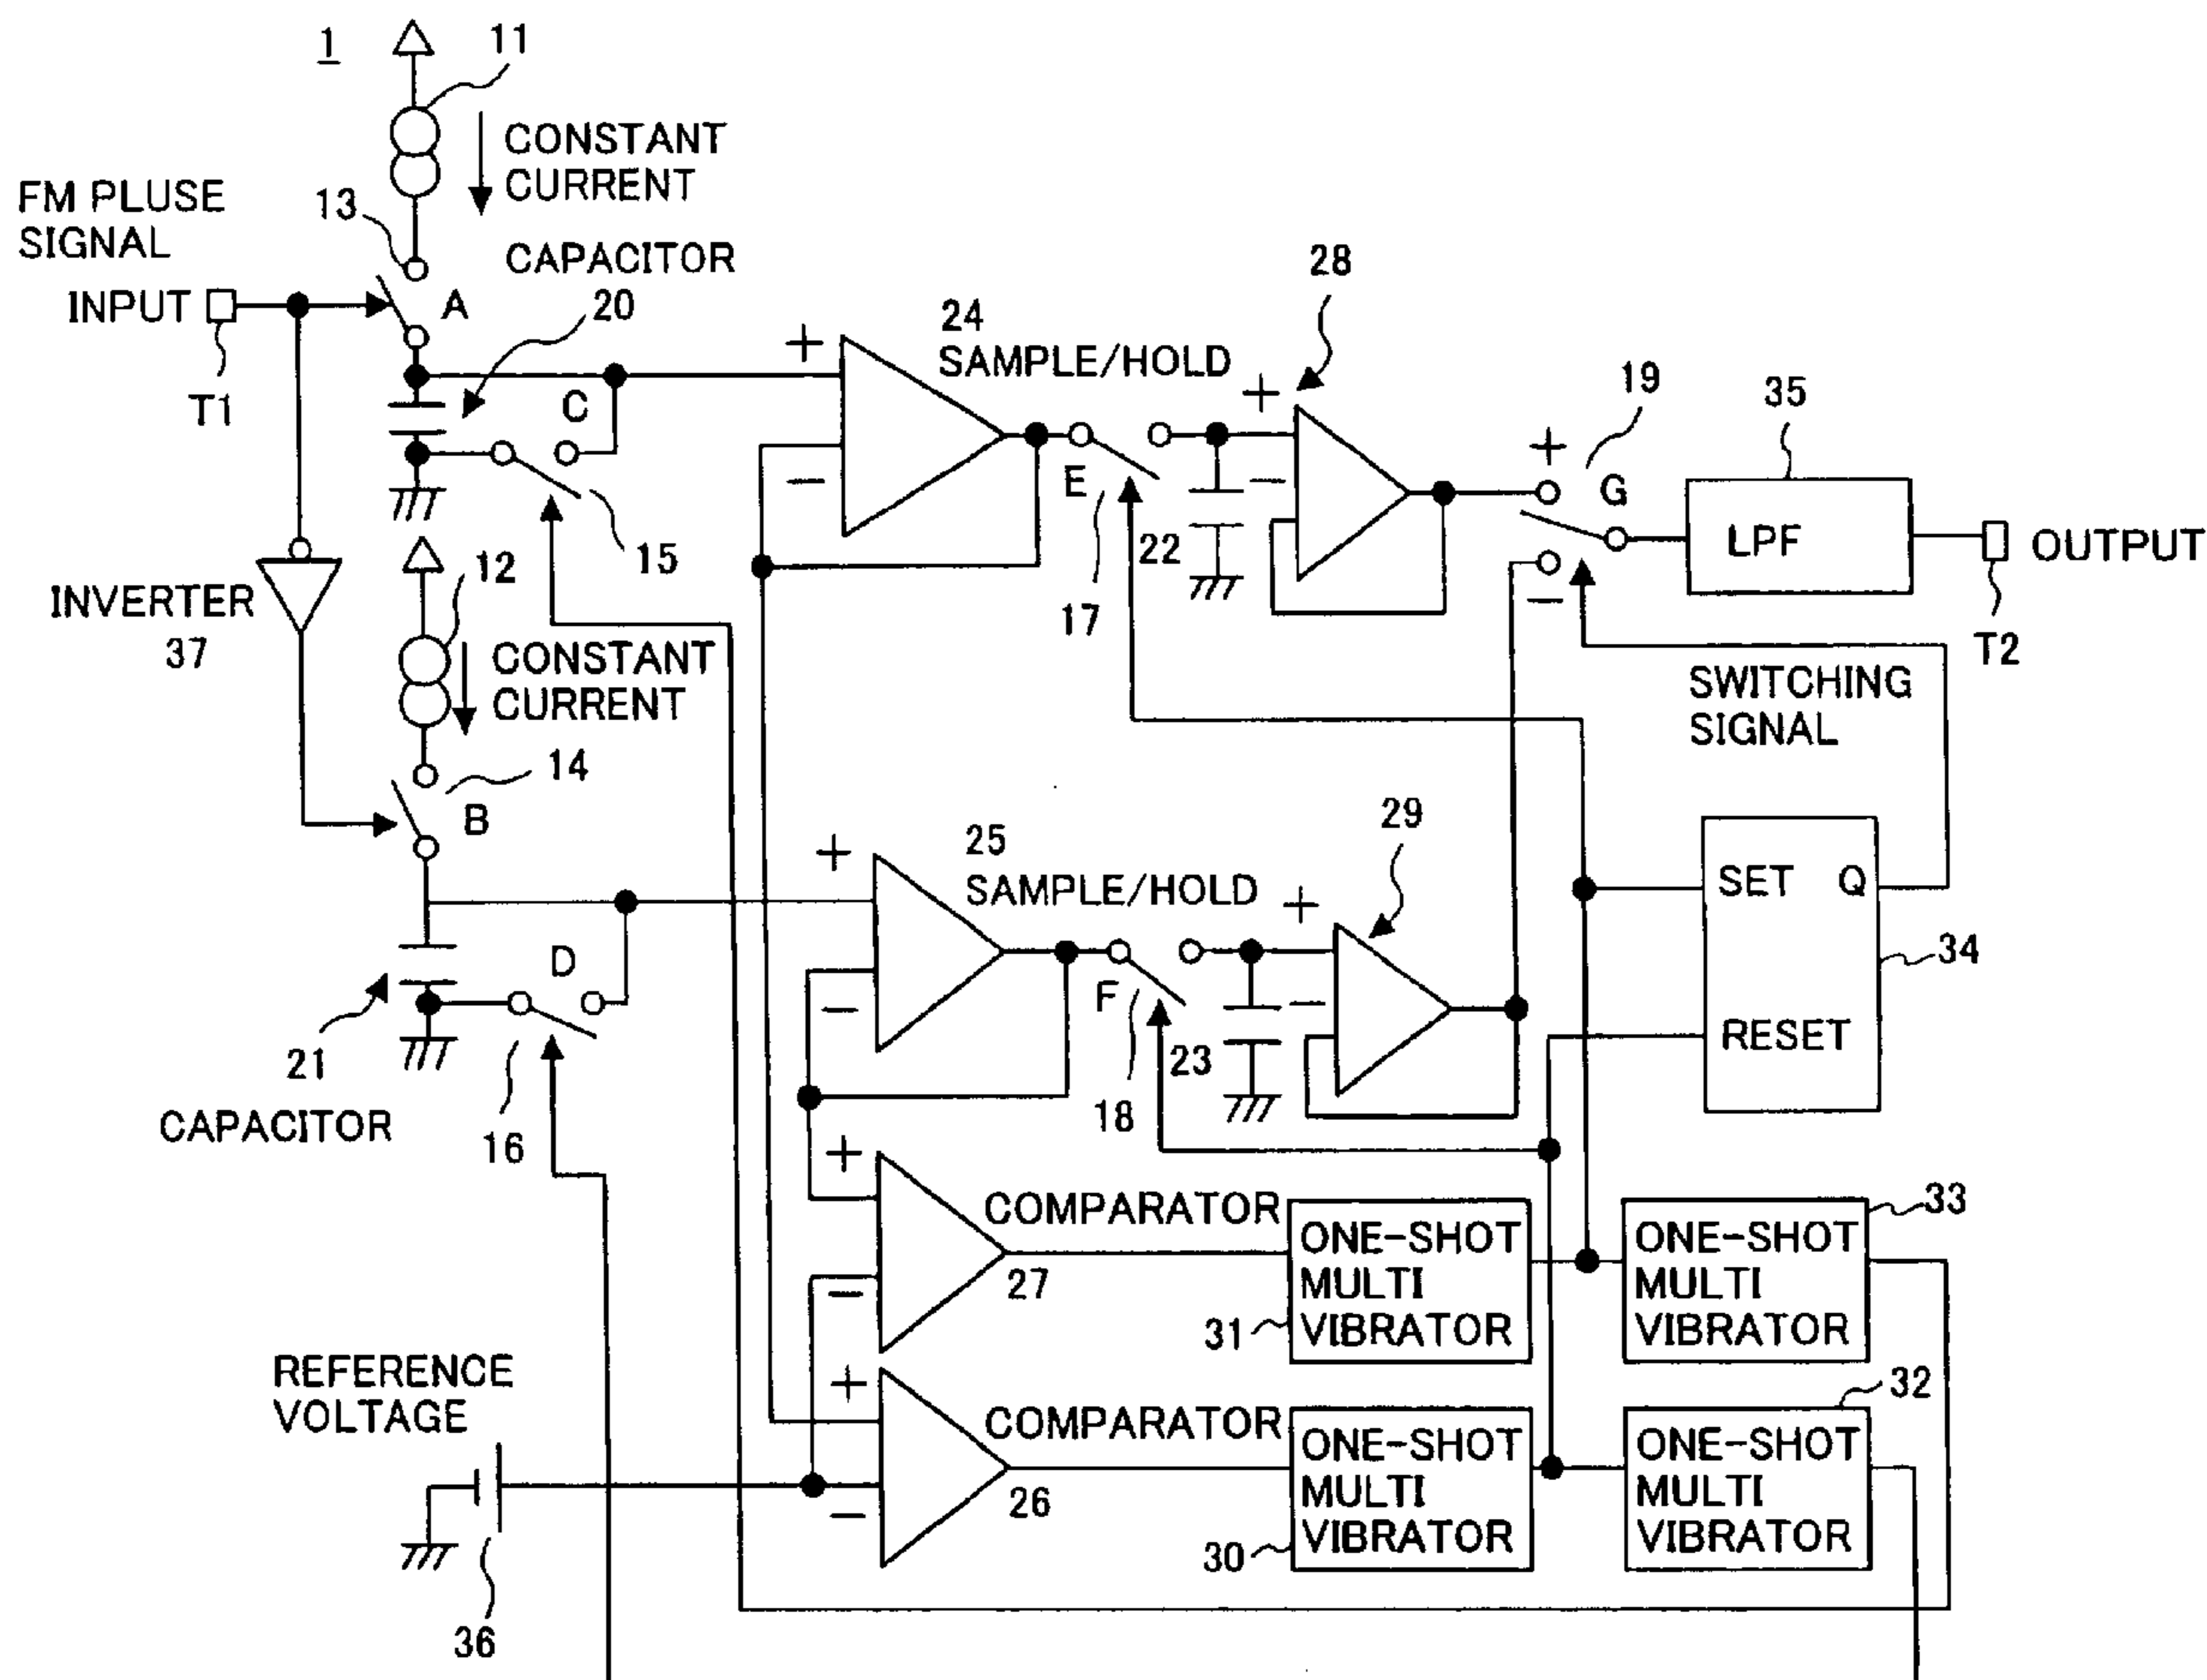 1
11
CONSTANT
CURRENT
FM PLUSE
SIGNAL
13
CAPACITOR
20
INPUT
A
T1
C
15
+
−
24
SAMPLE/HOLD
E
17
22
+
−
28
+
−
19
G
35
LPF
OUTPUT
T2
INVERTER
37
12
CONSTANT
CURRENT
14
B
SWITCHING
SIGNAL
+
−
25
SAMPLE/HOLD
F
18
23
+
−
29
SET
Q
RESET
34
D
21
CAPACITOR
16
+
−
COMPARATOR
27
ONE-SHOT
MULTI
VIBRATOR
31
ONE-SHOT
MULTI
VIBRATOR
33
REFERENCE
VOLTAGE
36
+
−
COMPARATOR
26
ONE-SHOT
MULTI
VIBRATOR
30
ONE-SHOT
MULTI
VIBRATOR
32